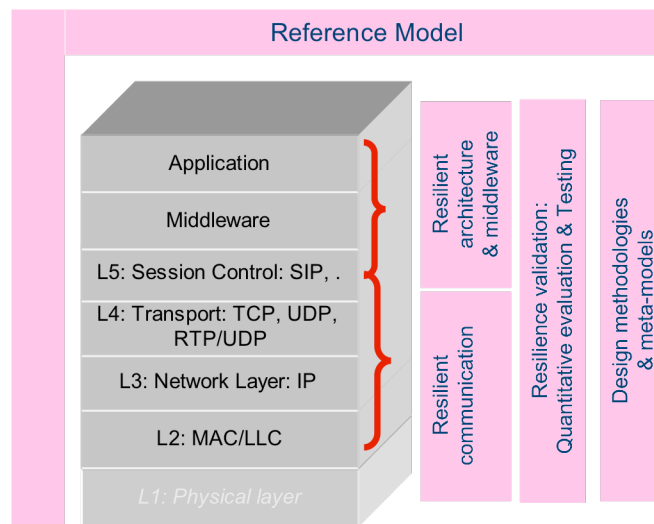 Reference Model
Application
Middleware
L5: Session Control: SIP, .
L4: Transport: TCP, UDP,
RTP/UDP
L3: Network Layer: IP
L2: MAC/LLC
L1: Physical layer
Resilient
architecture
& middleware
Resilient
communication
Resilience validation:
Quantitative evaluation & Testing
Design methodologies
& meta-models